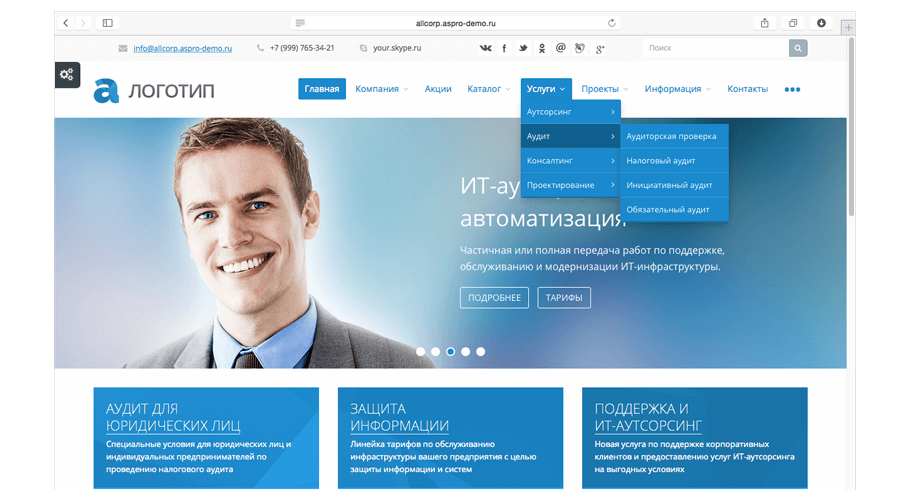 allcorp.aspro-demo.ru
info@allcorp.aspro-demo.ru +7 (999) 765-34-21 your.skype.ru Поиск
a ЛОГОТИП Главная Компания Акции Каталог Услуги Проекты Информация Контакты
Аутсорсинг
Аудит Аудиторская проверка
Консалтинг Налоговый аудит
Проектирование Инициативный аудит
Обязательный аудит
ИТ-ау
автоматизация
Частичная или полная передача работ по поддержке,
обслуживанию и модернизации ИТ-инфраструктуры.
ПОДРОБНЕЕ ТАРИФЫ
АУДИТ ДЛЯ
ЮРИДИЧЕСКИХ ЛИЦ
Специальные условия для юридических лиц и
индивидуальных предпринимателей по
проведению налогового аудита
ЗАЩИТА
ИНФОРМАЦИИ
Линейка тарифов по обслуживанию
инфраструктуры вашего предприятия с целью
защиты информации и систем
ПОДДЕРЖКА И
ИТ-АУТСОРСИНГ
Новая услуга по поддержке корпоративных
клиентов и предоставлению услуг ИТ-аутсорсинга
на выгодных условиях